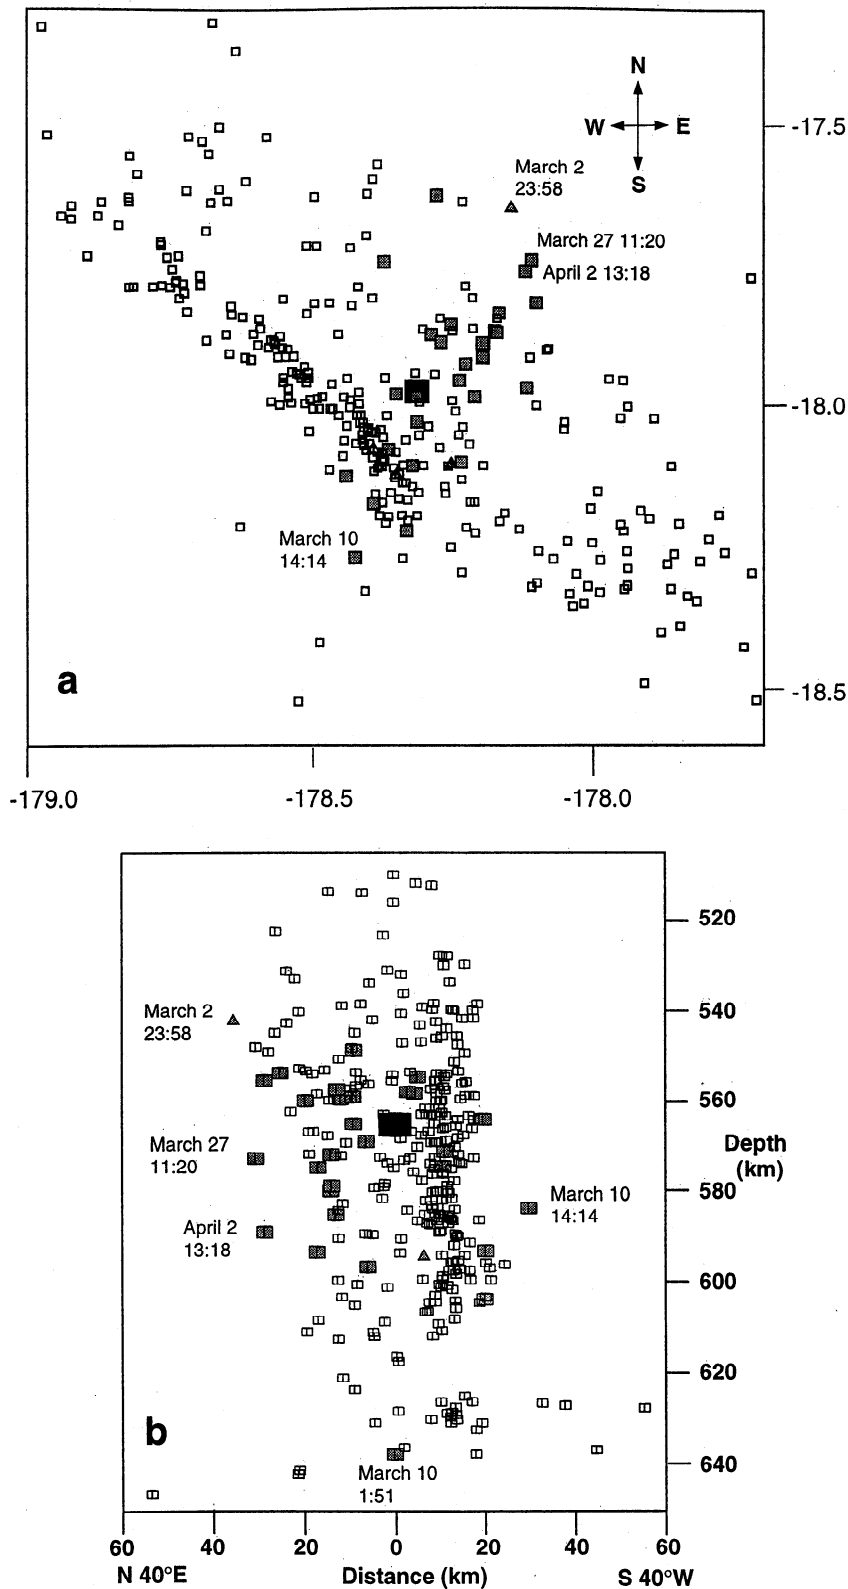 N
W E
S
-17.5
March 2
23:58
March 27 11:20
April 2 13:18
-18.0
March 10
14:14
a
-18.5
-179.0 -178.5 -178.0
520
540
March 2
23:58
560
March 27
11:20
Depth
(km)
580
March 10
14:14
April 2
13:18
600
620
b
640
March 10
1:51
60 40 20 0 20 40 60
N 40°E Distance (km) S 40°W